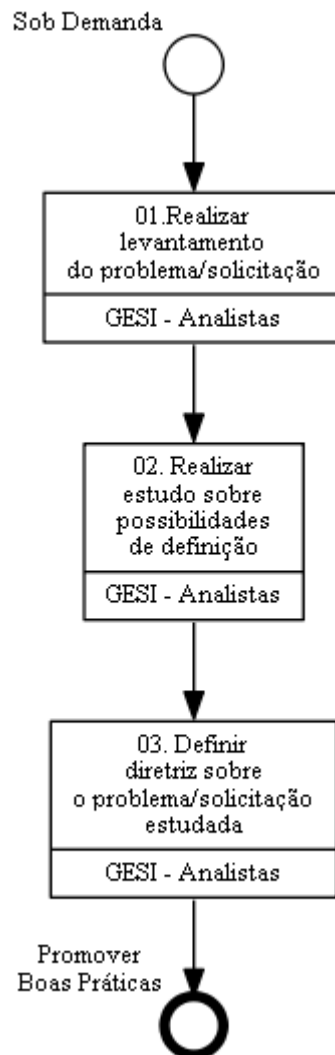 Sob Demanda
01.Realizar
levantamento
do problema/solicitação
GESI - Analistas
02. Realizar
estudo sobre
possibilidades
de definição
GESI - Analistas
03. Definir
diretriz sobre
o problema/solicitação
estudada
GESI - Analistas
Promover
Boas Práticas